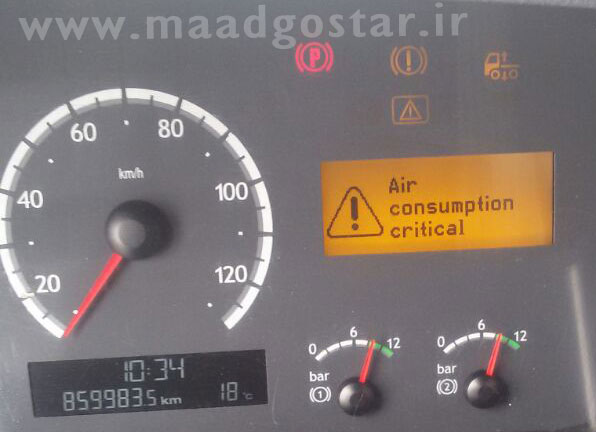 www.maadgostar.ir
P
60
80
km/h
40
100
20
120
Air
consumption
critical
0 6 12
bar
1
0 6 12
bar
2
10:34
859983.5 km 18 °C